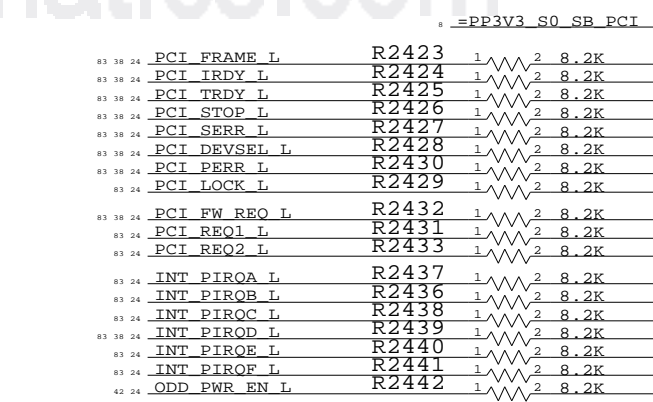 8 =PP3V3_S0_SB_PCI
83 38 24 PCI_FRAME_L R2423 1 2 8.2K
83 38 24 PCI_IRDY_L R2424 1 2 8.2K
83 38 24 PCI_TRDY_L R2425 1 2 8.2K
83 38 24 PCI_STOP_L R2426 1 2 8.2K
83 38 24 PCI_SERR_L R2427 1 2 8.2K
83 38 24 PCI_DEVSEL_L R2428 1 2 8.2K
83 38 24 PCI_PERR_L R2430 1 2 8.2K
83 24 PCI_LOCK_L R2429 1 2 8.2K
83 38 24 PCI_FW_REQ_L R2432 1 2 8.2K
83 24 PCI_REQ1_L R2431 1 2 8.2K
83 24 PCI_REQ2_L R2433 1 2 8.2K
83 24 INT_PIRQA_L R2437 1 2 8.2K
83 24 INT_PIRQB_L R2436 1 2 8.2K
83 24 INT_PIRQC_L R2438 1 2 8.2K
83 38 24 INT_PIRQD_L R2439 1 2 8.2K
83 24 INT_PIRQE_L R2440 1 2 8.2K
83 24 INT_PIRQF_L R2441 1 2 8.2K
42 24 ODD_PWR_EN_L R2442 1 2 8.2K